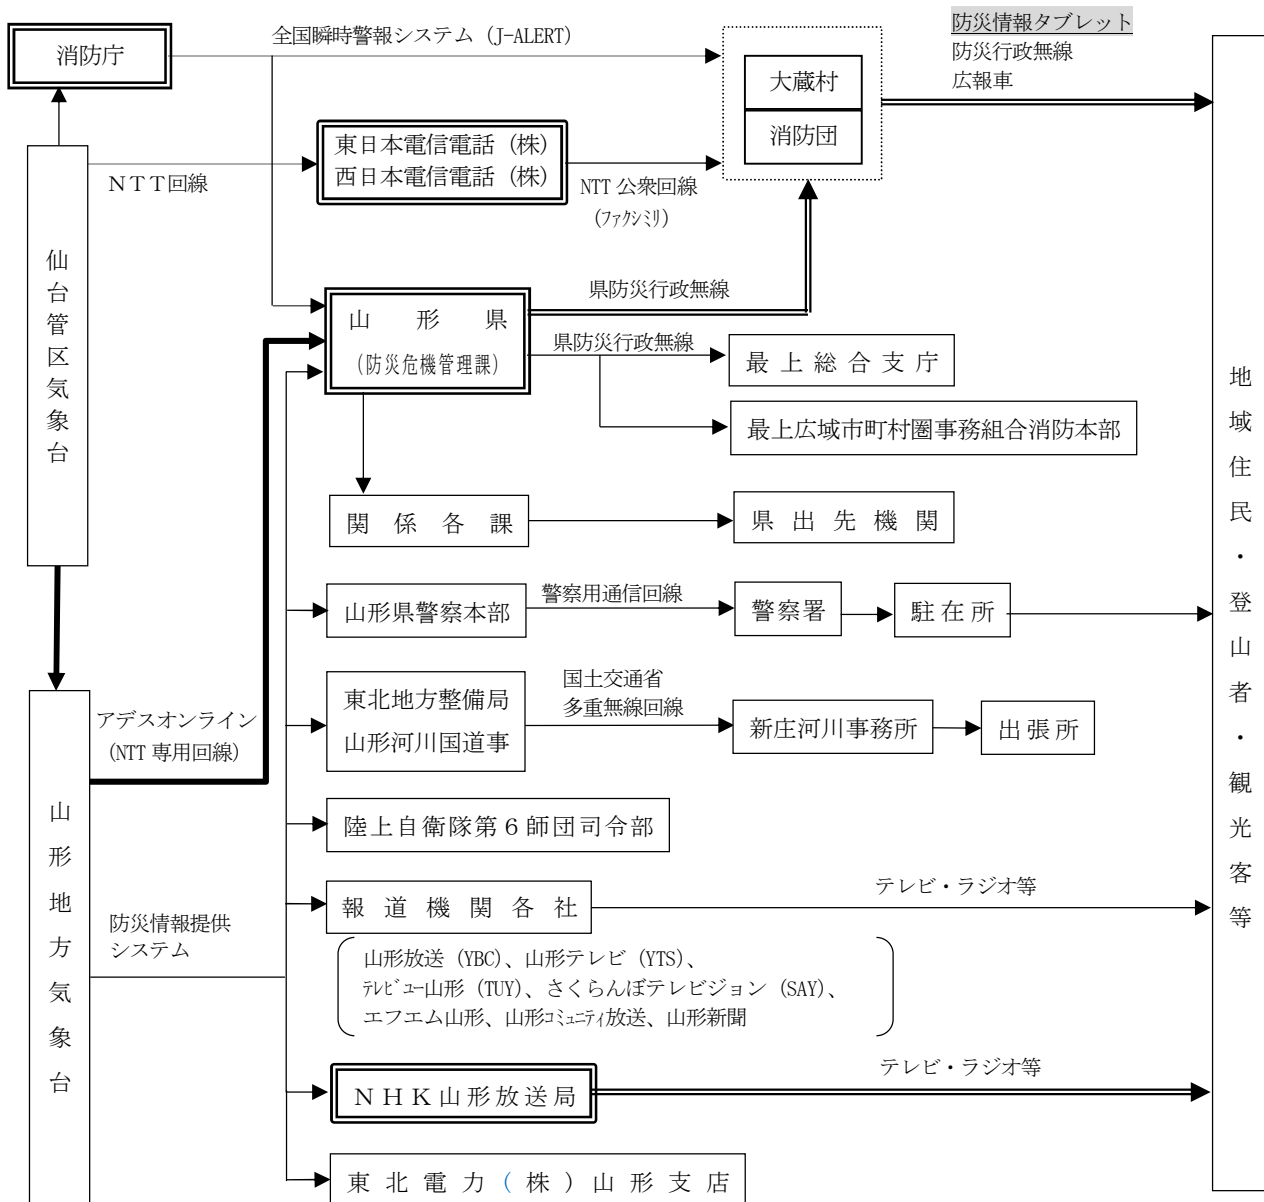 防災情報タブレット
防災行政無線
広報車
全国瞬時警報システム（J-ALERT）
消防庁
大蔵村
消防団
東日本電信電話（株）
西日本電信電話（株）
ＮＴＴ回線
NTT 公衆回線
（ファクシミリ）
仙台管区気象台
県防災行政無線
山形県
（防災危機管理課）
県防災行政無線
最上総合支庁
最上広域市町村圏事務組合消防本部
地域住民・登山者・観光客等
関係各課
県出先機関
山形県警察本部
警察用通信回線
警察署
駐在所
東北地方整備局
山形河川国道事
国土交通省
多重無線回線
新庄河川事務所
出張所
アデスオンライン
（NTT 専用回線）
山形地方気象台
陸上自衛隊第６師団司令部
報道機関各社
テレビ・ラジオ等
防災情報提供
システム
山形放送（YBC）、山形テレビ（YTS）、
テレビユー山形（TUY）、さくらんぼテレビジョン（SAY）、
エフエム山形、山形コミュニティ放送、山形新聞
ＮＨＫ山形放送局
テレビ・ラジオ等
東北電力（株）山形支店